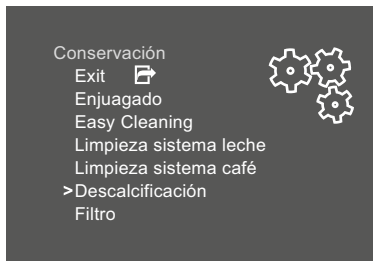 Conservación
Exit
Enjuagado
Easy Cleaning
Limpieza sistema leche
Limpieza sistema café
>Descalcificación
Filtro